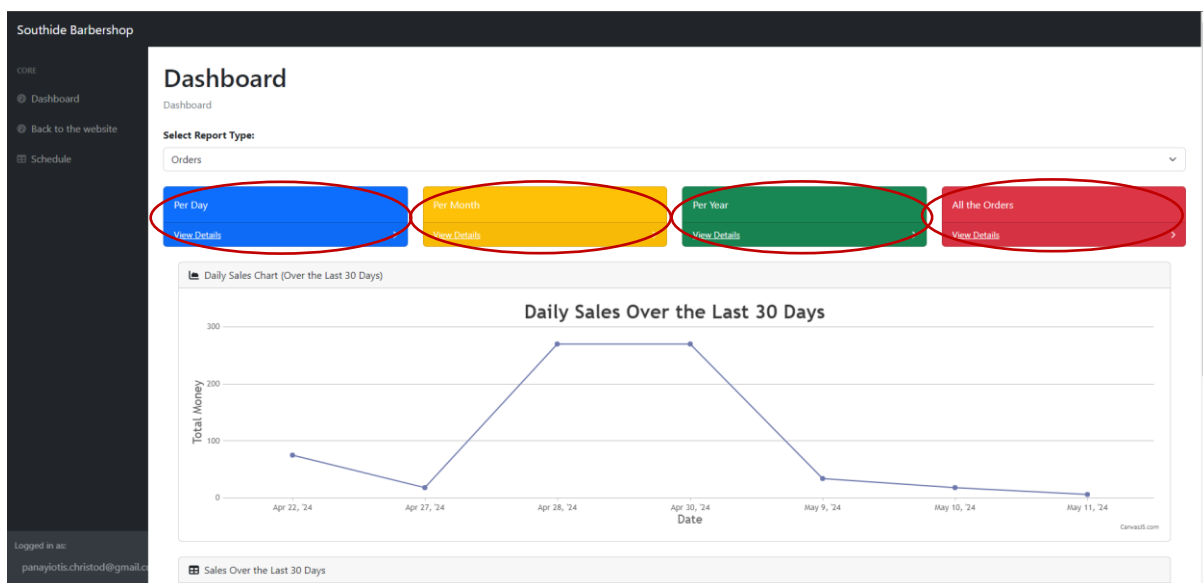 Southide Barbershop
CORE
Dashboard
Back to the website
Schedule
Dashboard
Dashboard
Select Report Type:
Orders
Per Day
Per Month
Per Year
All the Orders
View Details
View Details
View Details
View Details
Daily Sales Chart (Over the Last 30 Days)
Daily Sales Over the Last 30 Days
Total Money
300
200
100
0
Apr 22, '24
Apr 27, '24
Apr 28, '24
Apr 30, '24
May 9, '24
May 10, '24
May 11, '24
Date
CanvasJS.com
Sales Over the Last 30 Days
Logged in as:
panayiotis.christod@gmail.c